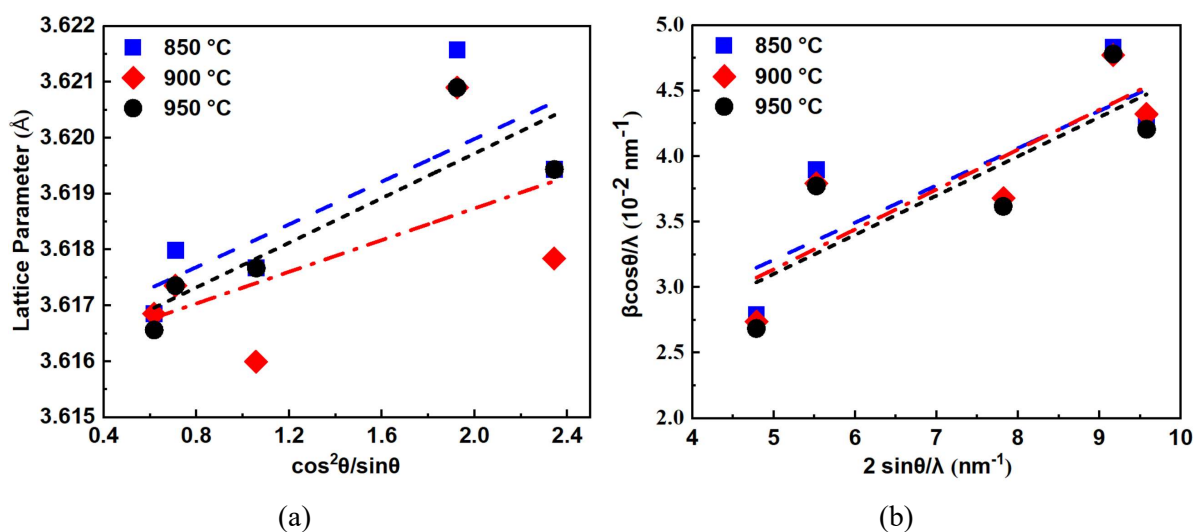 3.622
3.621
3.620
3.619
3.618
3.617
3.616
3.615
Lattice Parameter (Å)
850 °C
900 °C
950 °C
0.4 0.8 1.2 1.6 2.0 2.4
cos²θ/sinθ
(a)
5.0
4.5
4.0
3.5
3.0
2.5
2.0
βcosθ/λ (10⁻² nm⁻¹)
850 °C
900 °C
950 °C
4 5 6 7 8 9 10
2 sinθ/λ (nm⁻¹)
(b)